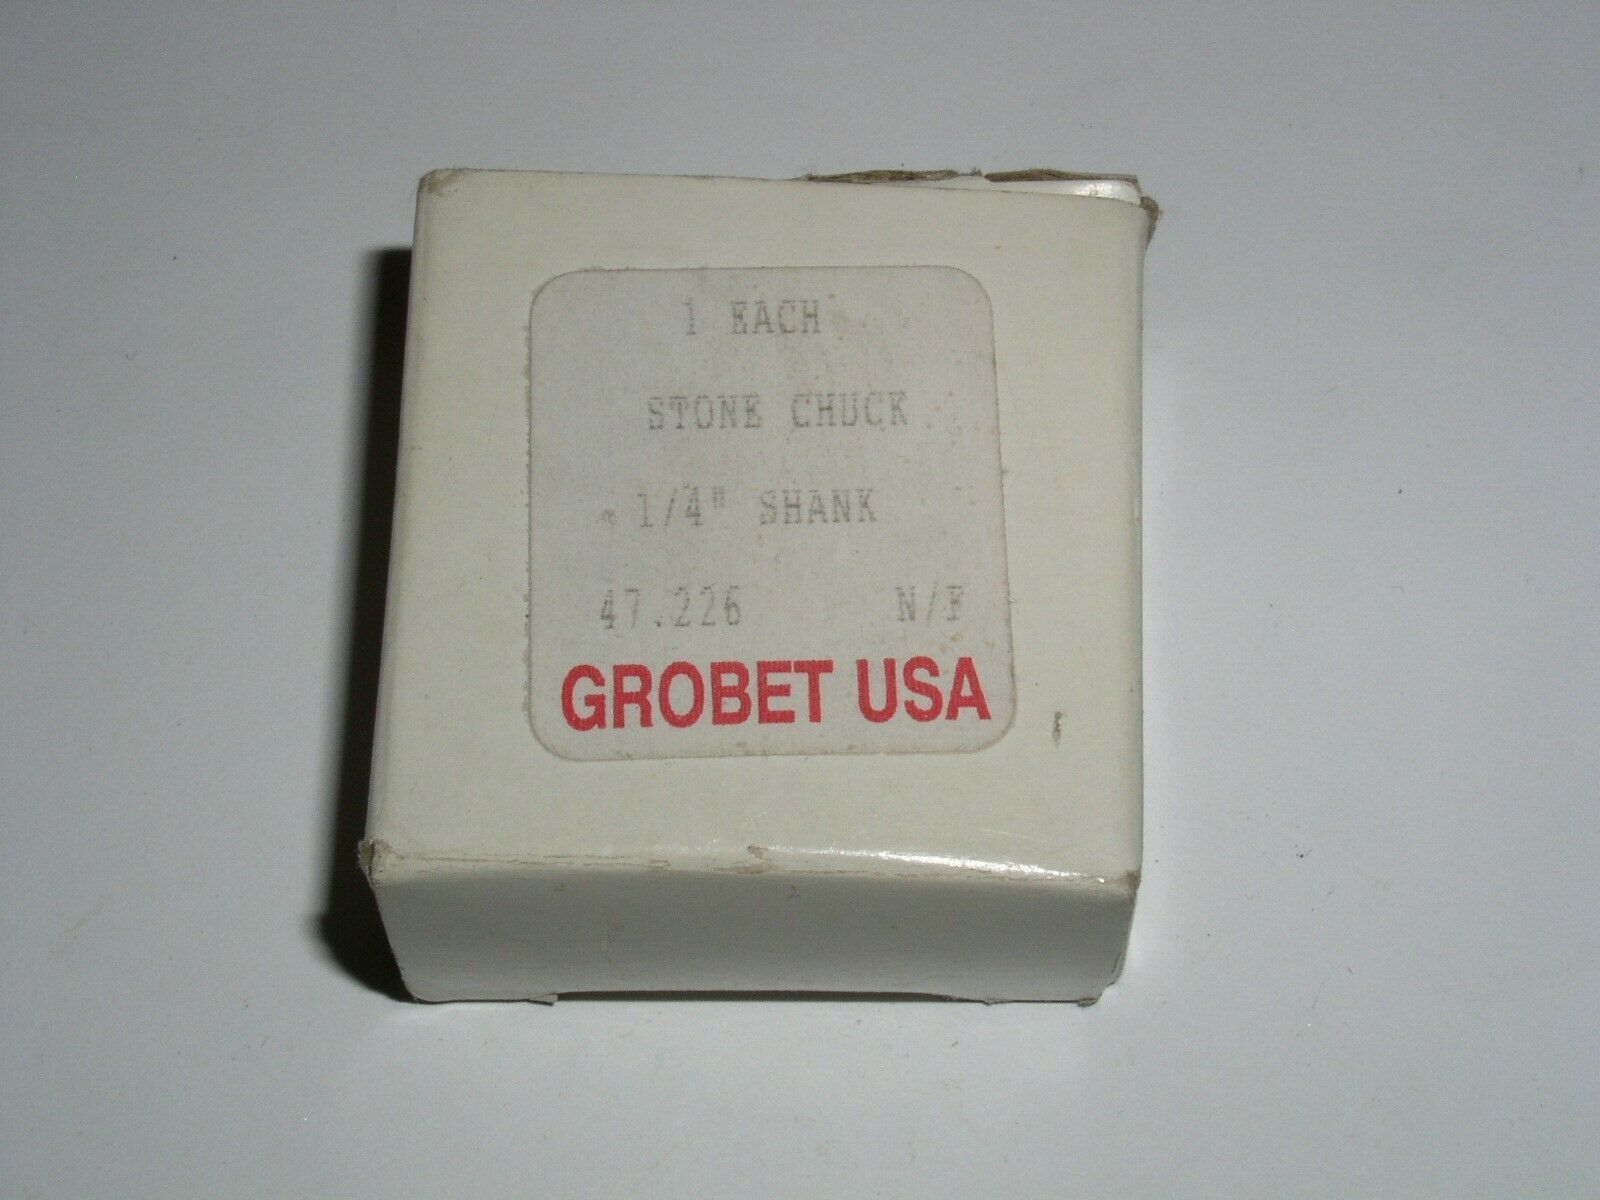 1 EACH
STONE CHUCK
1/4" SHANK
47.226 N/F
GROBET USA